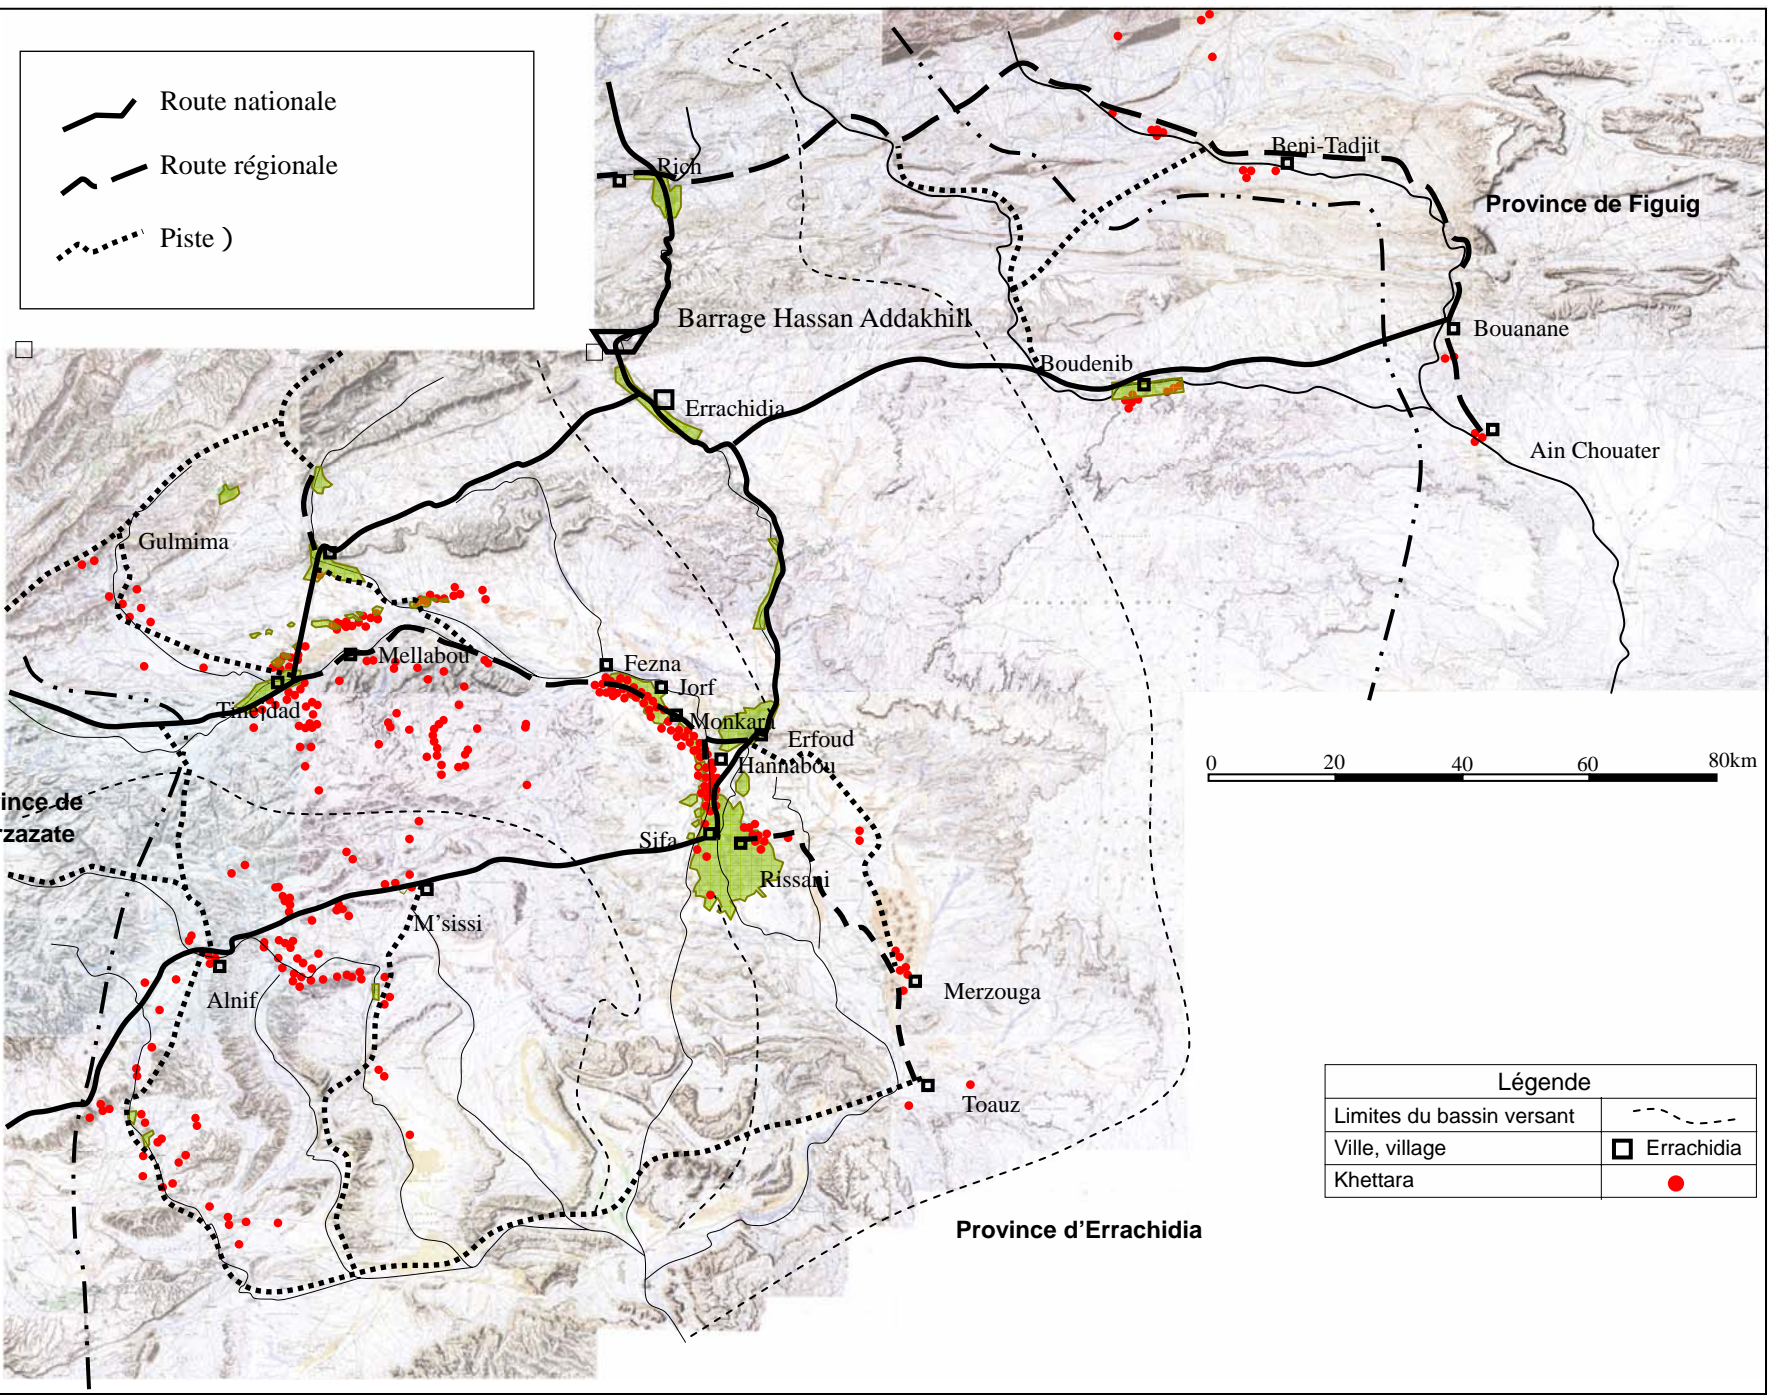 Route nationale
Route régionale
Piste )
Rich
Beni-Tadjit
Province de Figuig
Barrage Hassan Addakhill
Bouanane
Boudenib
Errachidia
Ain Chouater
Gulmima
Mellabou
Fezna
Jorf
Tinejdad
Monkara
Erfoud
Hannabou
0 20 40 60 80km
ince de
rzazate
Sifa
Rissani
M'sissi
Alnif
Merzouga
Toauz
Légende
Limites du bassin versant
Ville, village Errachidia
Khettara
Province d'Errachidia